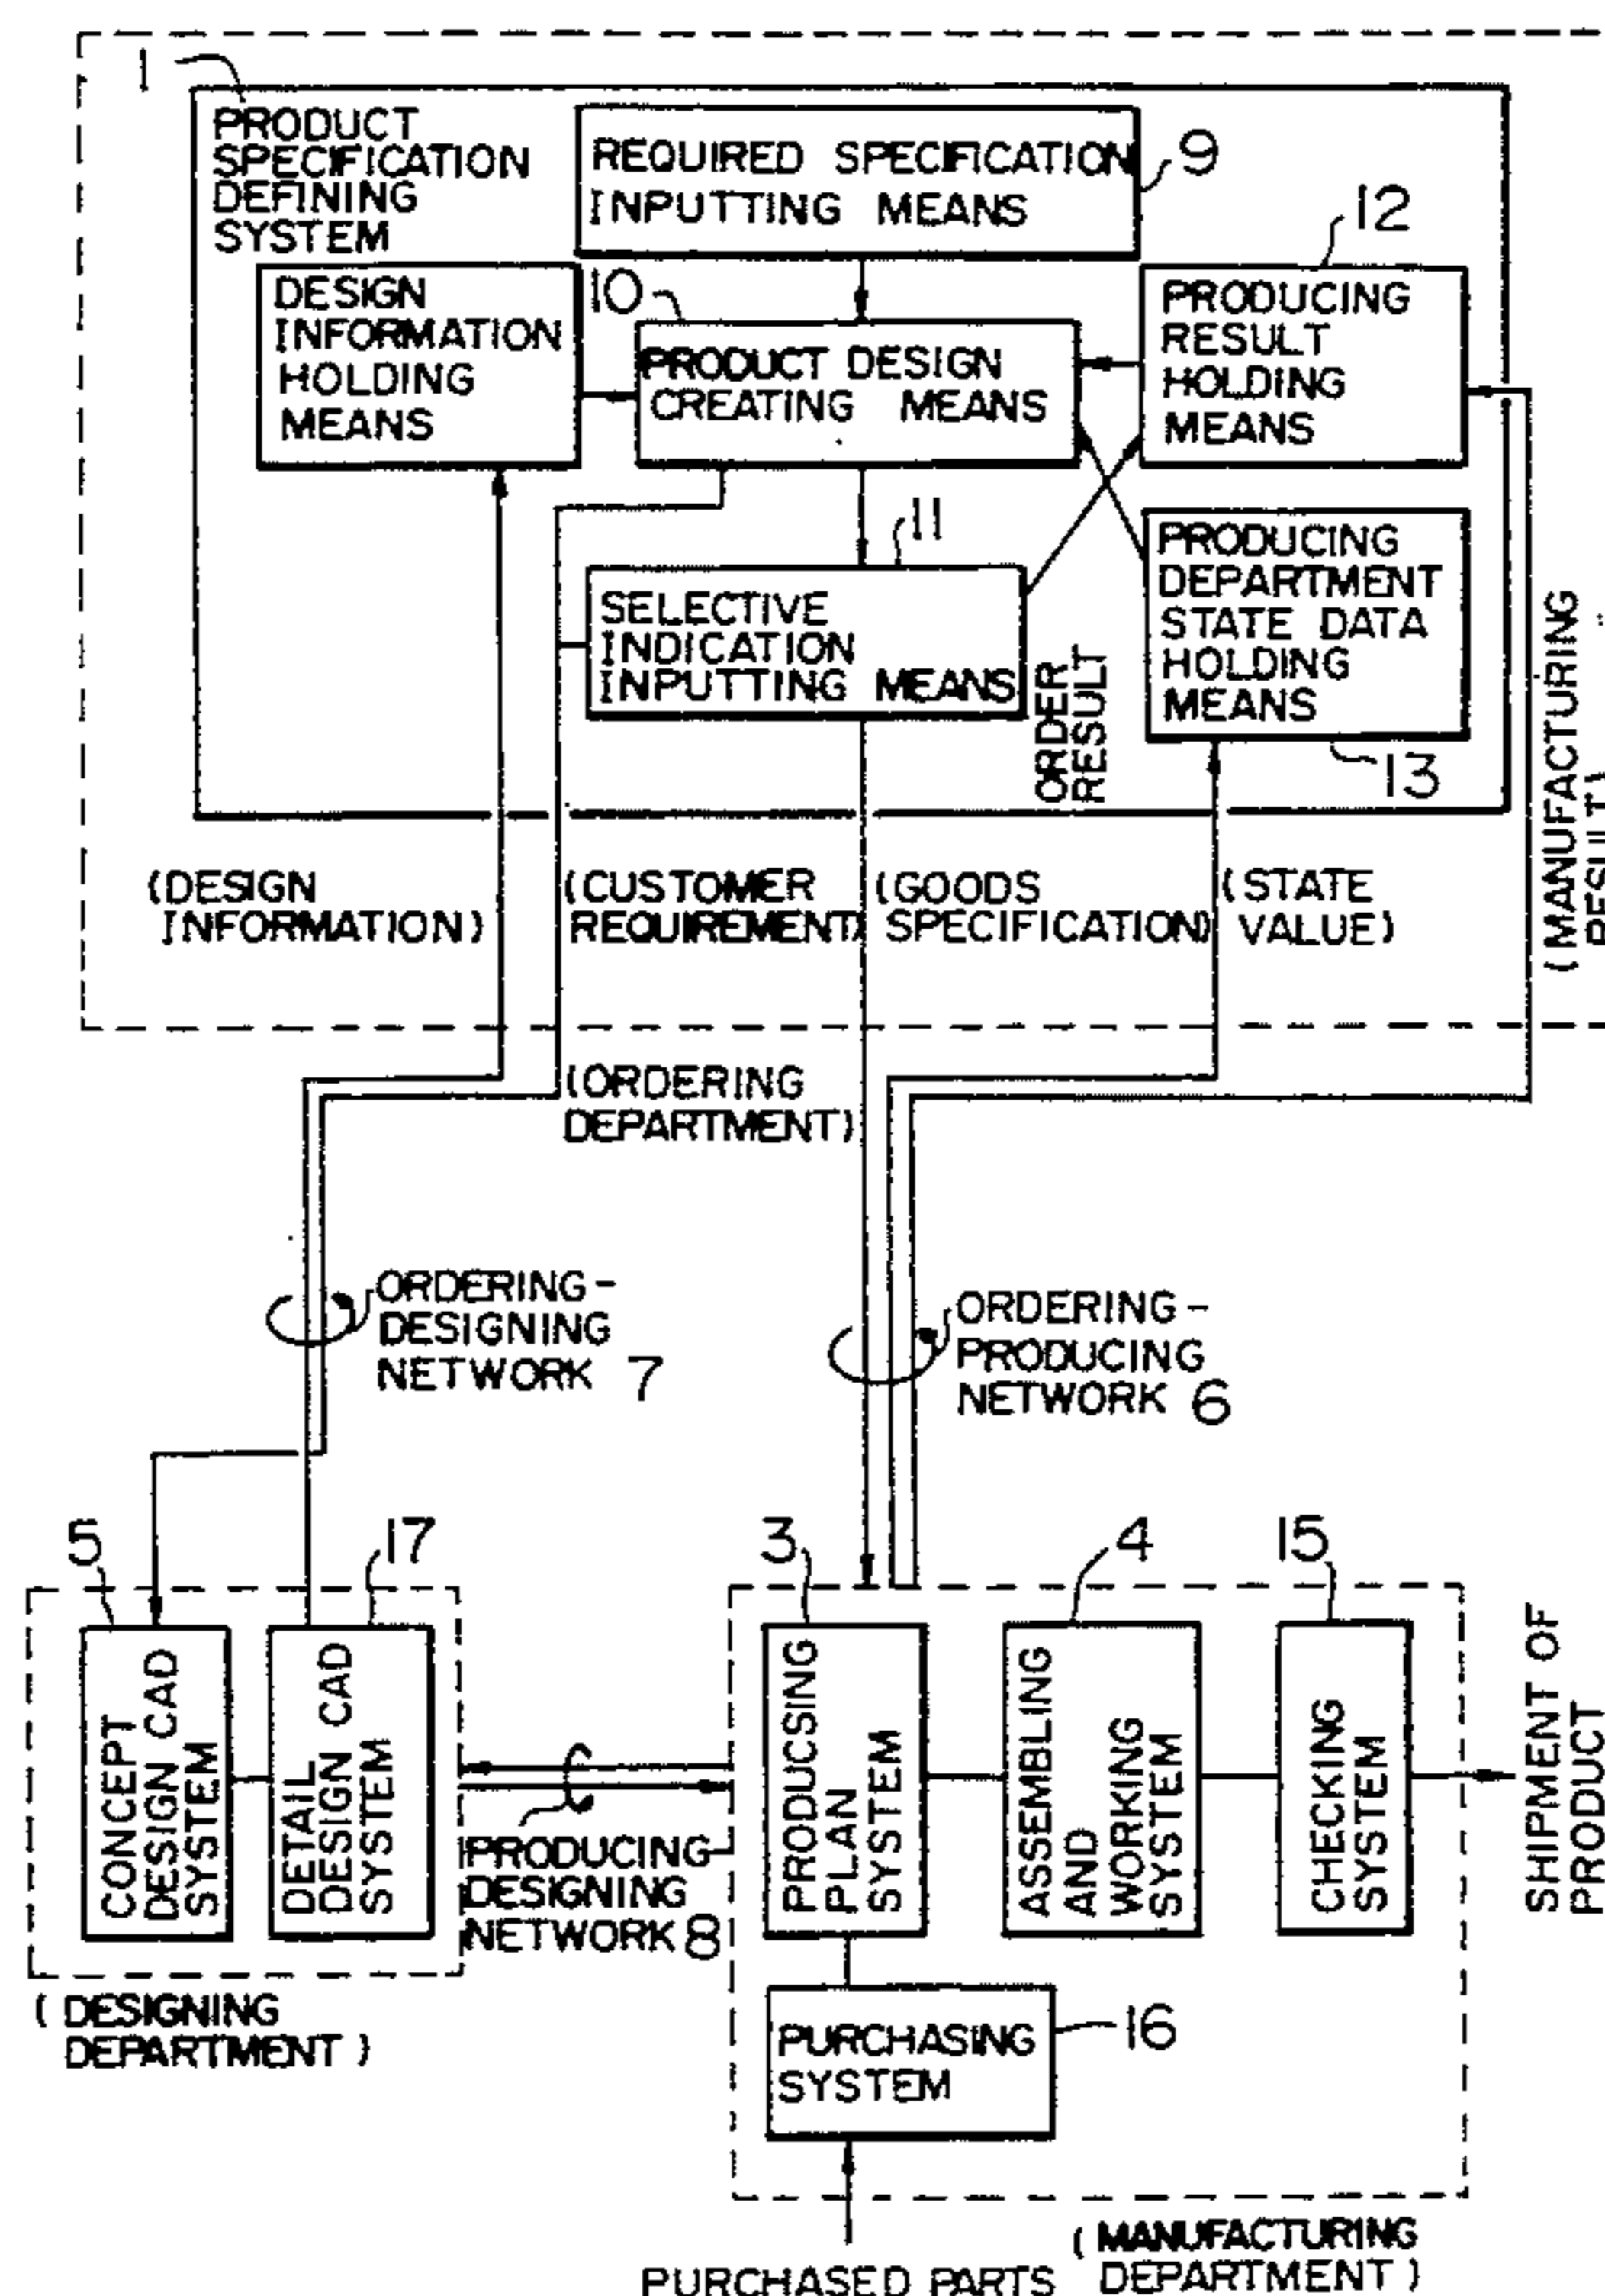 1
PRODUCT
SPECIFICATION
DEFINING
SYSTEM
REQUIRED SPECIFICATION
INPUTTING MEANS
9
12
DESIGN
INFORMATION
HOLDING
MEANS
10
PRODUCT DESIGN
CREATING MEANS
PRODUCING
RESULT
HOLDING
MEANS
11
SELECTIVE
INDICATION
INPUTTING MEANS
ORDER
RESULT
PRODUCING
DEPARTMENT
STATE DATA
HOLDING
MEANS
13
(MANUFACTURING
RESULT)
(DESIGN
INFORMATION)
(CUSTOMER
REQUIREMENT)
(GOODS
SPECIFICATION)
(STATE
VALUE)
(ORDERING
DEPARTMENT)
ORDERING-
DESIGNING
NETWORK 7
ORDERING-
PRODUCING
NETWORK 6
5
17
3
4
15
CONCEPT
DESIGN CAD
SYSTEM
DETAIL
DESIGN CAD
SYSTEM
PRODUCING-
DESIGNING
NETWORK 8
PRODUCSING
PLAN
SYSTEM
ASSEMBLING
AND
WORKING
SYSTEM
CHECKING
SYSTEM
SHIPMENT OF
PRODUCT
(DESIGNING
DEPARTMENT)
PURCHASING
SYSTEM
16
(MANUFACTURING
DEPARTMENT)
PURCHASED PARTS